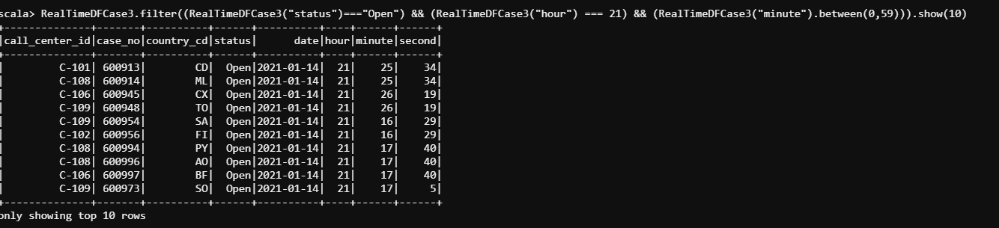 scala> RealTimeDFCase3.filter((RealTimeDFCase3("status")==="Open") && (RealTimeDFCase3("hour") === 21) && (RealTimeDFCase3("minute").between(0,59))).show(10)
+--------------+-------+----------+------+----------+----+------+------+
|call_center_id|case_no|country_cd|status|      date|hour|minute|second|
+--------------+-------+----------+------+----------+----+------+------+
|         C-101| 600913|        CD|  Open|2021-01-14|  21|    25|    34|
|         C-108| 600914|        ML|  Open|2021-01-14|  21|    25|    34|
|         C-106| 600945|        CX|  Open|2021-01-14|  21|    26|    19|
|         C-109| 600948|        TO|  Open|2021-01-14|  21|    26|    19|
|         C-109| 600954|        SA|  Open|2021-01-14|  21|    16|    29|
|         C-102| 600956|        FI|  Open|2021-01-14|  21|    16|    29|
|         C-108| 600994|        PY|  Open|2021-01-14|  21|    17|    40|
|         C-108| 600996|        AO|  Open|2021-01-14|  21|    17|    40|
|         C-106| 600997|        BF|  Open|2021-01-14|  21|    17|    40|
|         C-109| 600973|        SO|  Open|2021-01-14|  21|    17|     5|
+--------------+-------+----------+------+----------+----+------+------+
only showing top 10 rows